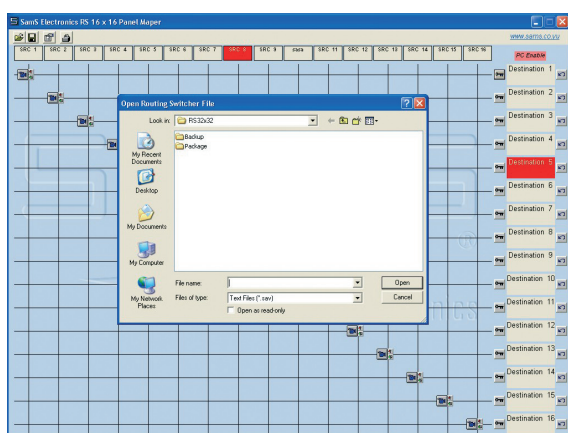 SamS Electronics RS 16 x 16 Panel Maper
www.sams.co.yu
SRC 1 SRC 2 SRC 3 SRC 4 SRC 5 SRC 6 SRC 7 SRC 8 SRC 9 sara SRC 11 SRC 12 SRC 13 SRC 14 SRC 15 SRC 16
PC Enable
Destination 1
Destination 2
Destination 3
Destination 4
Destination 5
Destination 6
Destination 7
Destination 8
Destination 9
Destination 10
Destination 11
Destination 12
Destination 13
Destination 14
Destination 15
Destination 16
Open Routing Switcher File
Look in: RS32x32
Backup
Package
My Recent
Documents
Desktop
My Documents
My Computer
My Network
Places
File name:
Open
Files of type: Text Files (*.sav)
Cancel
Open as read-only